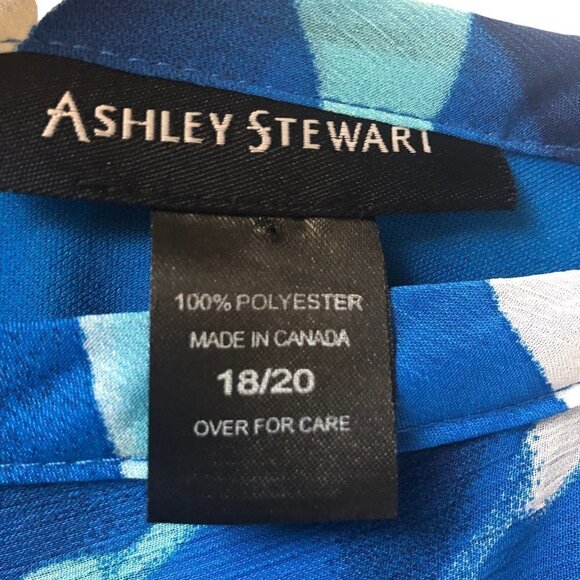 ASHLEY STEWART
100% POLYESTER
MADE IN CANADA
18/20
OVER FOR CARE